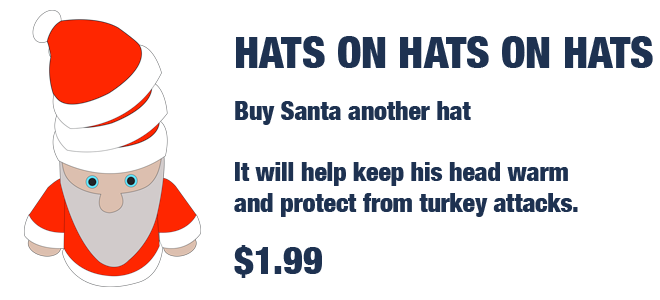 HATS ON HATS ON HATS
Buy Santa another hat
It will help keep his head warm
and protect from turkey attacks.
$1.99